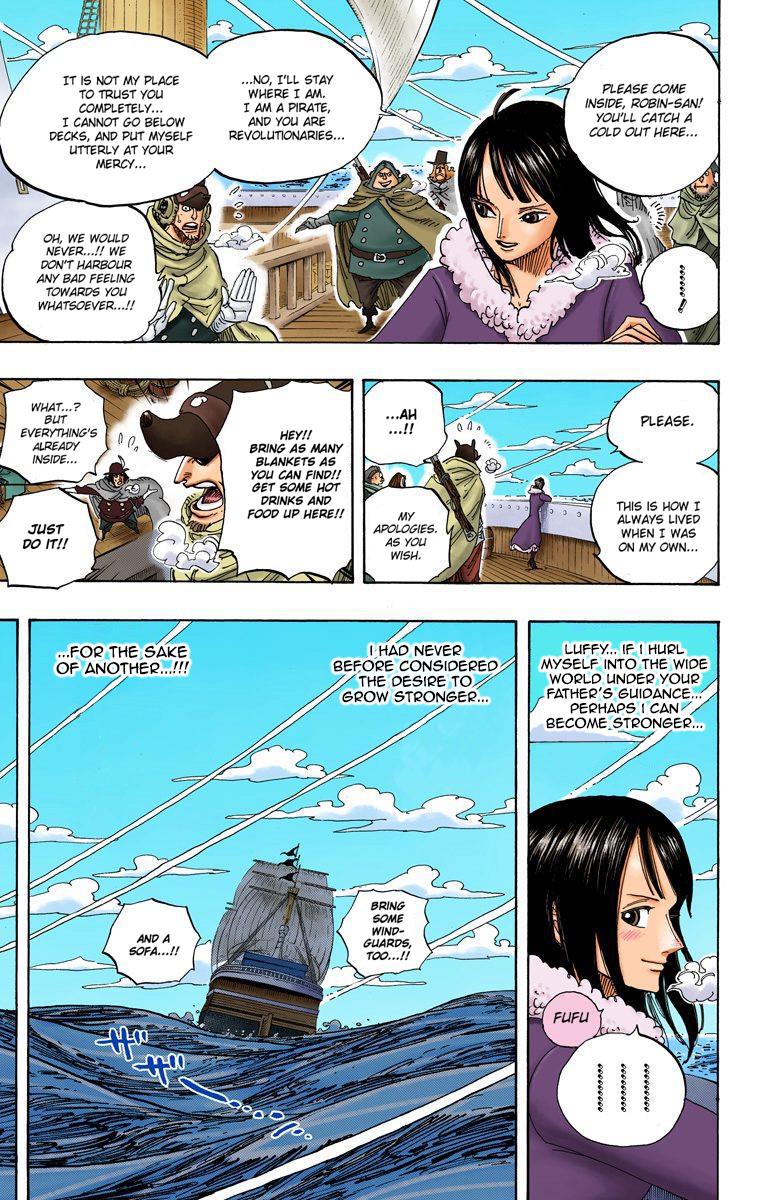 PLEASE COME
INSIDE, ROBIN-SAN!
YOU'LL CATCH A
COLD OUT HERE...
...NO, I'LL STAY
WHERE I AM.
I AM A PIRATE,
AND YOU ARE
REVOLUTIONARIES...
IT IS NOT MY PLACE
TO TRUST YOU
COMPLETELY...
I CANNOT GO BELOW
DECKS, AND PUT MYSELF
UTTERLY AT YOUR
MERCY...
OH, WE WOULD
NEVER...!! WE
DON'T HARBOUR
ANY BAD FEELING
TOWARDS YOU
WHATSOEVER...!!
PLEASE.
THIS IS HOW I
ALWAYS LIVED
WHEN I WAS
ON MY OWN...
...AH
...!!
MY
APOLOGIES.
AS YOU
WISH.
HEY!!
BRING AS MANY
BLANKETS AS
YOU CAN FIND!!
GET SOME HOT
DRINKS AND
FOOD UP HERE!!
WHAT...?
BUT
EVERYTHING'S
ALREADY
INSIDE...
JUST
DO IT!!
LUFFY... IF I HURL
MYSELF INTO THE WIDE
WORLD UNDER YOUR
FATHER'S GUIDANCE...
PERHAPS I CAN
BECOME STRONGER...
FUFU
I HAD NEVER
BEFORE CONSIDERED
THE DESIRE TO
GROW STRONGER...
...FOR THE SAKE
OF ANOTHER...!!!
BRING
SOME
WIND-
GUARDS,
TOO...!!
AND A
SOFA...!!
ザザー…